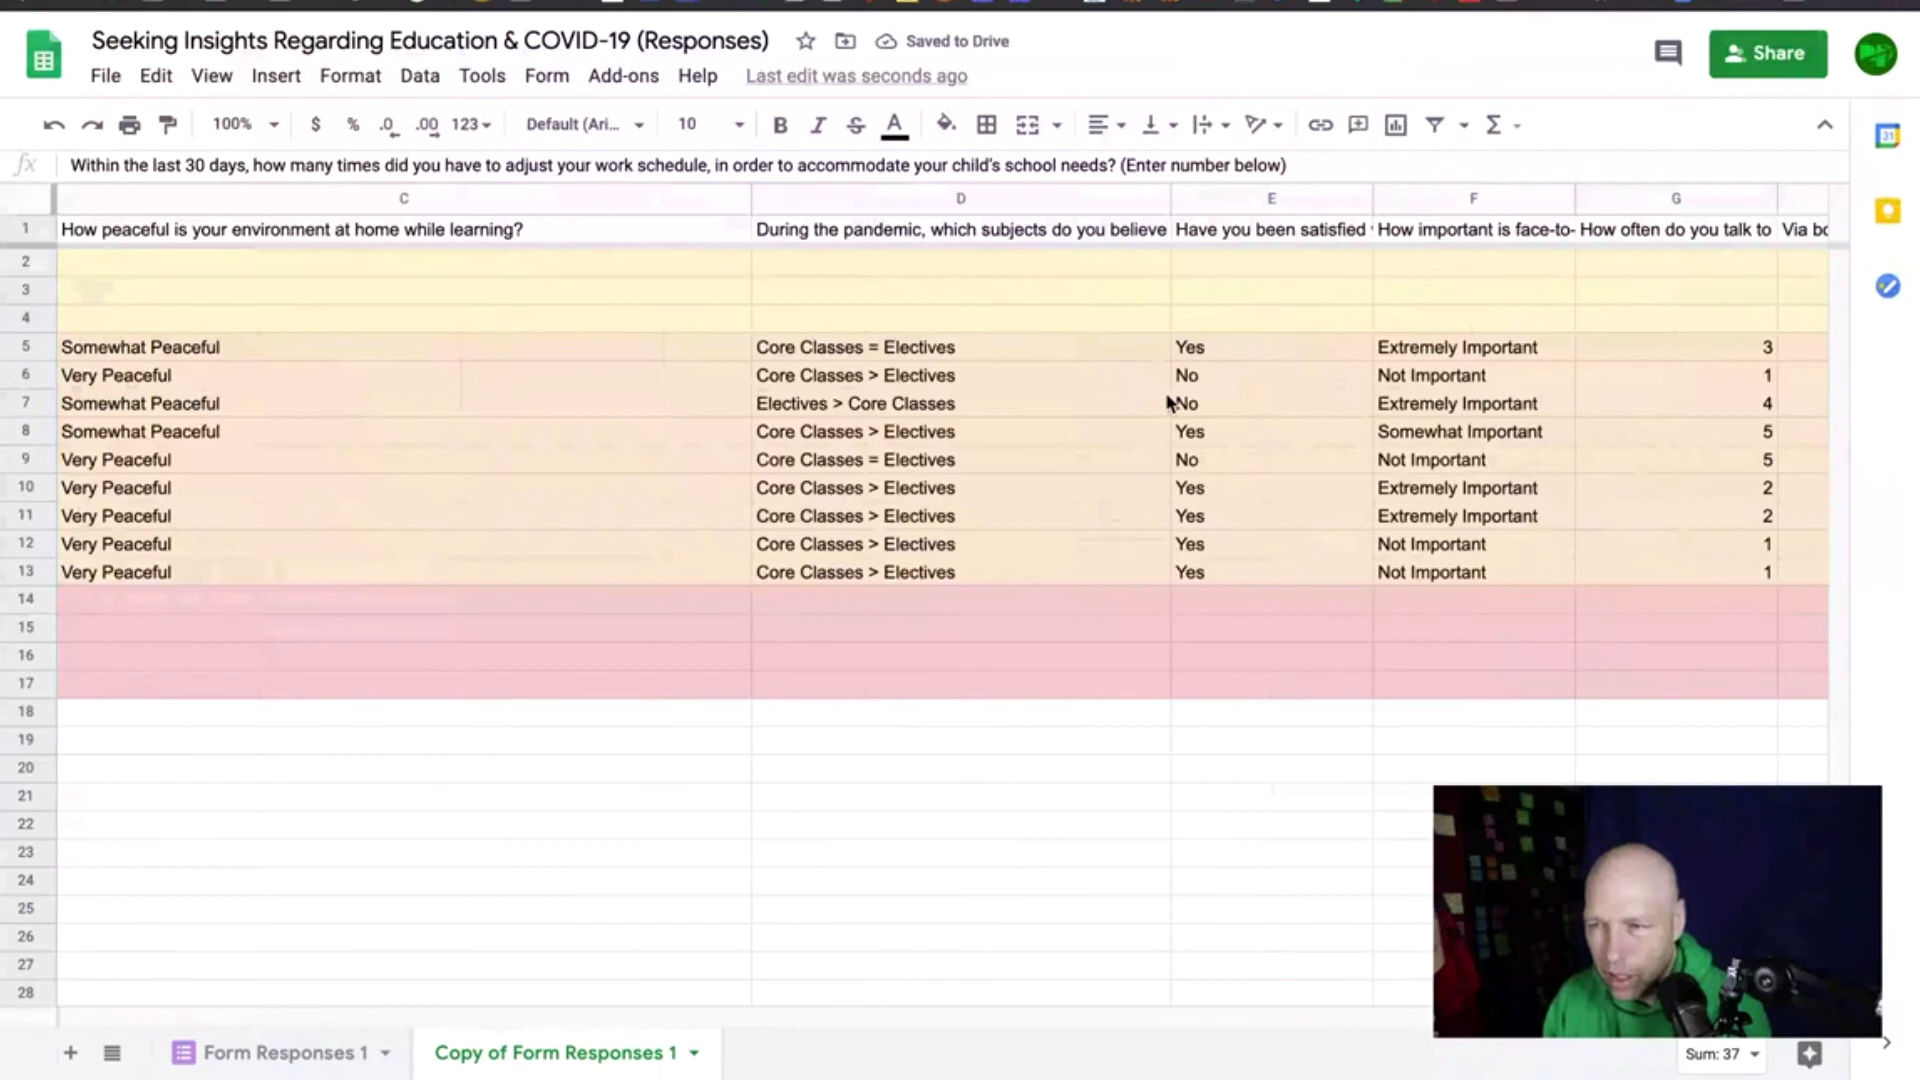 Seeking Insights Regarding Education & COVID-19 (Responses) Saved to Drive
Share
File Edit View Insert Format Data Tools Form Add-ons Help Last edit was seconds ago
100% $ % .0 .00 123 Default (Ari... 10 B I S A Σ
31
fx Within the last 30 days, how many times did you have to adjust your work schedule, in order to accommodate your child's school needs? (Enter number below)
C D E F G
1 How peaceful is your environment at home while learning? During the pandemic, which subjects do you believe Have you been satisfied How important is face-to- How often do you talk to Via bo
2
3
4
5 Somewhat Peaceful Core Classes = Electives Yes Extremely Important 3
6 Very Peaceful Core Classes > Electives No Not Important 1
7 Somewhat Peaceful Electives > Core Classes No Extremely Important 4
8 Somewhat Peaceful Core Classes > Electives Yes Somewhat Important 5
9 Very Peaceful Core Classes = Electives No Not Important 5
10 Very Peaceful Core Classes > Electives Yes Extremely Important 2
11 Very Peaceful Core Classes > Electives Yes Extremely Important 2
12 Very Peaceful Core Classes > Electives Yes Not Important 1
13 Very Peaceful Core Classes > Electives Yes Not Important 1
14
15
16
17
18
19
20
21
22
23
24
25
26
27
28
+ Form Responses 1 Copy of Form Responses 1 Sum: 37